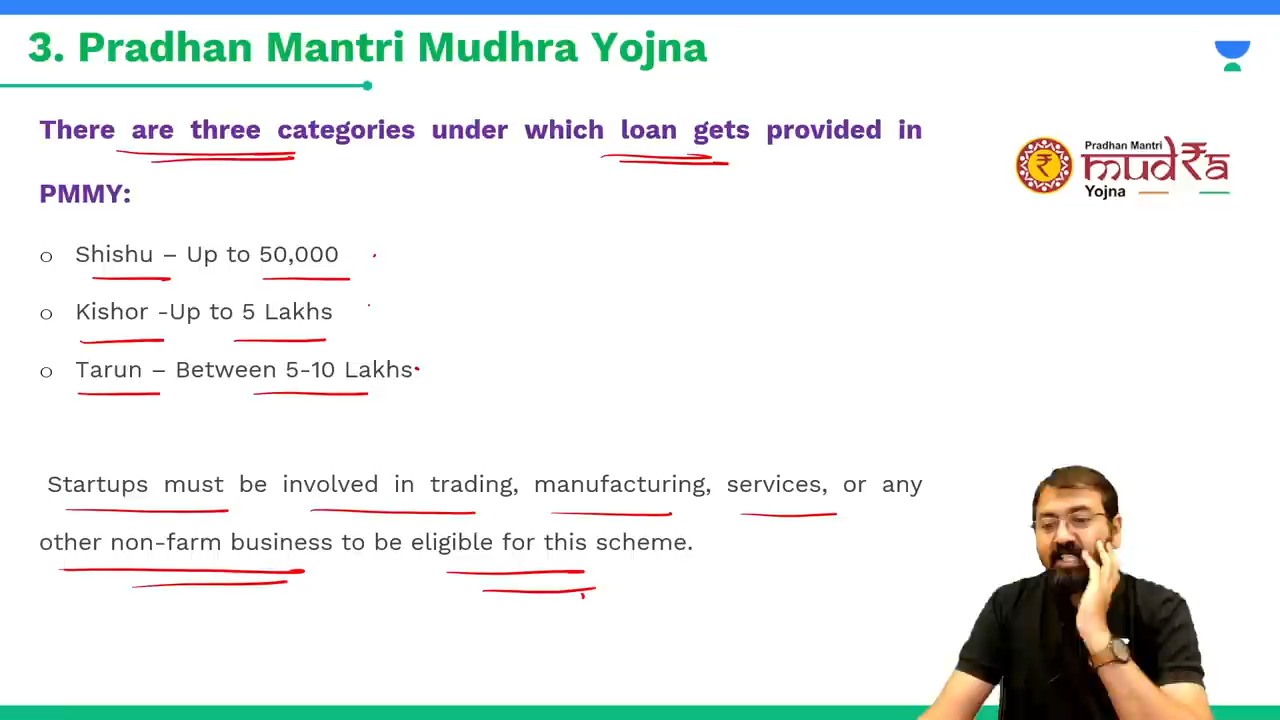 3. Pradhan Mantri Mudhra Yojna
There are three categories under which loan gets provided in
PMMY:
o Shishu – Up to 50,000
o Kishor -Up to 5 Lakhs
o Tarun – Between 5-10 Lakhs
Startups must be involved in trading, manufacturing, services, or any
other non-farm business to be eligible for this scheme.
Pradhan Mantri
मudरa
Yojna